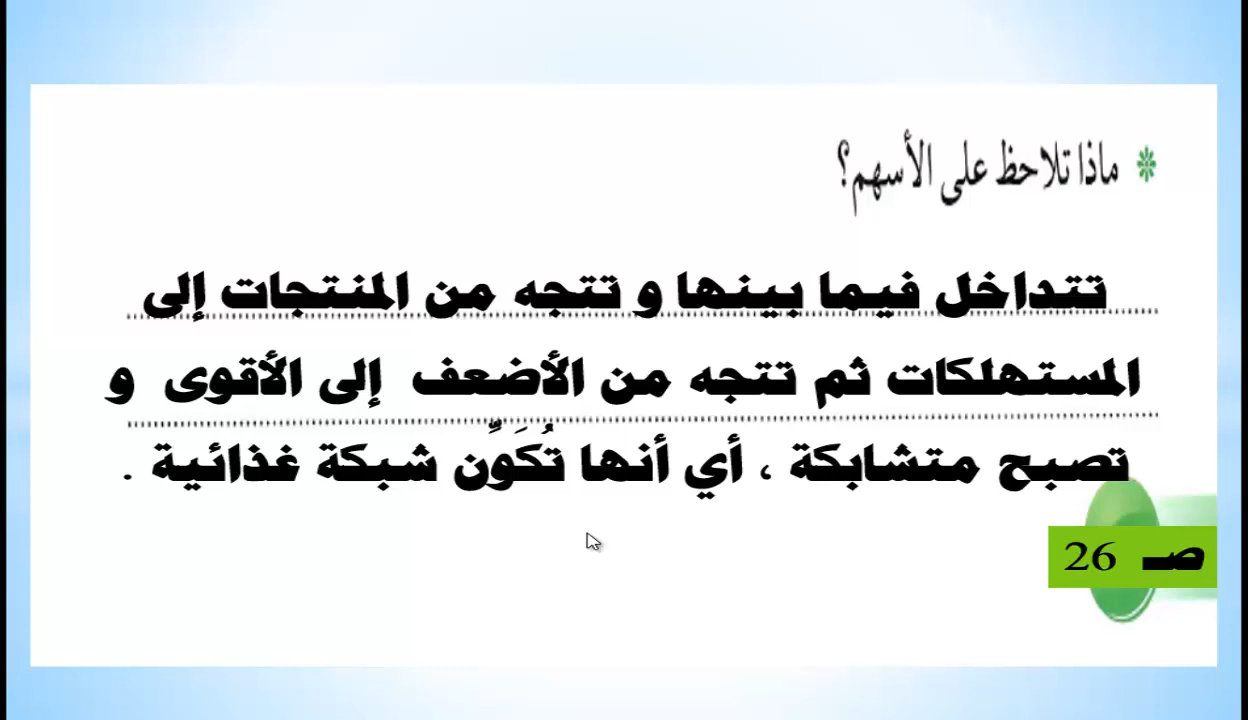 ❊ ماذا تلاحظ على الأسهم؟
تتداخل فيما بينها و تتجه من المنتجات إلى
المستهلكات ثم تتجه من الأضعف إلى الأقوى و
تصبح متشابكة ، أي أنها تُكَوِّن شبكة غذائية .
صـ 26